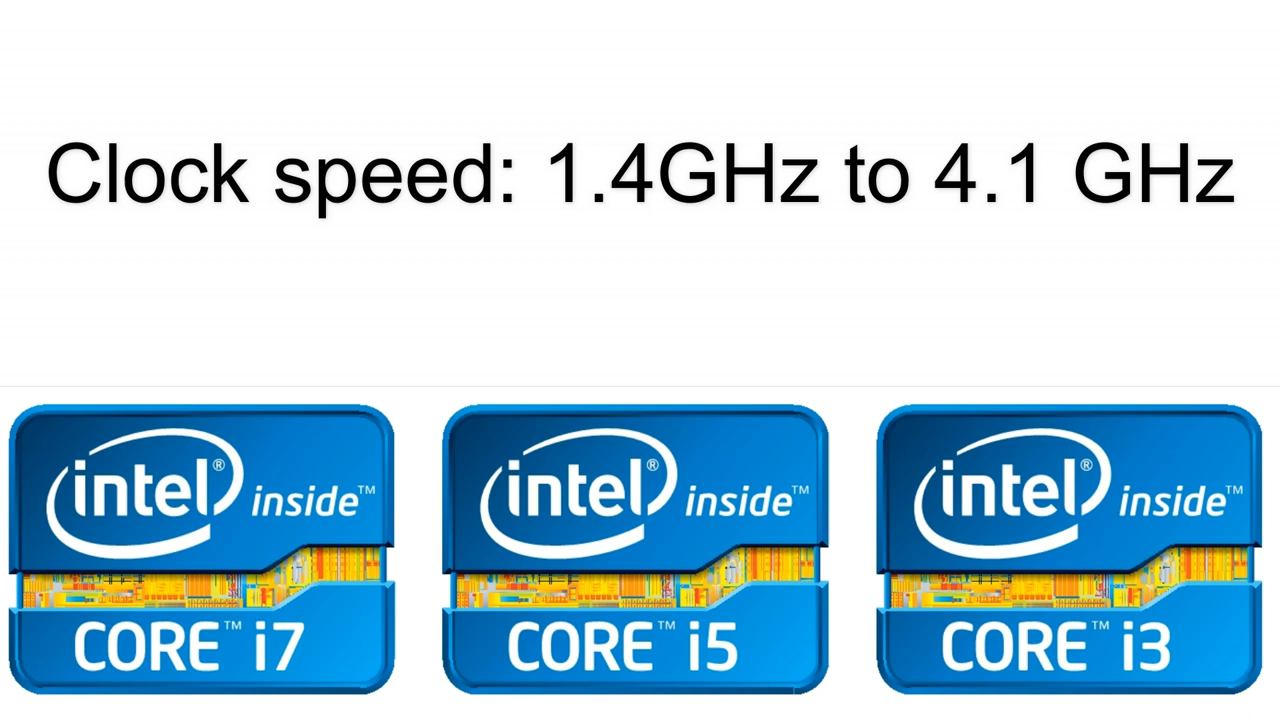 Clock speed: 1.4GHz to 4.1 GHz
intel® inside™ intel® inside™ intel® inside™
CORE™ i7 CORE™ i5 CORE™ i3